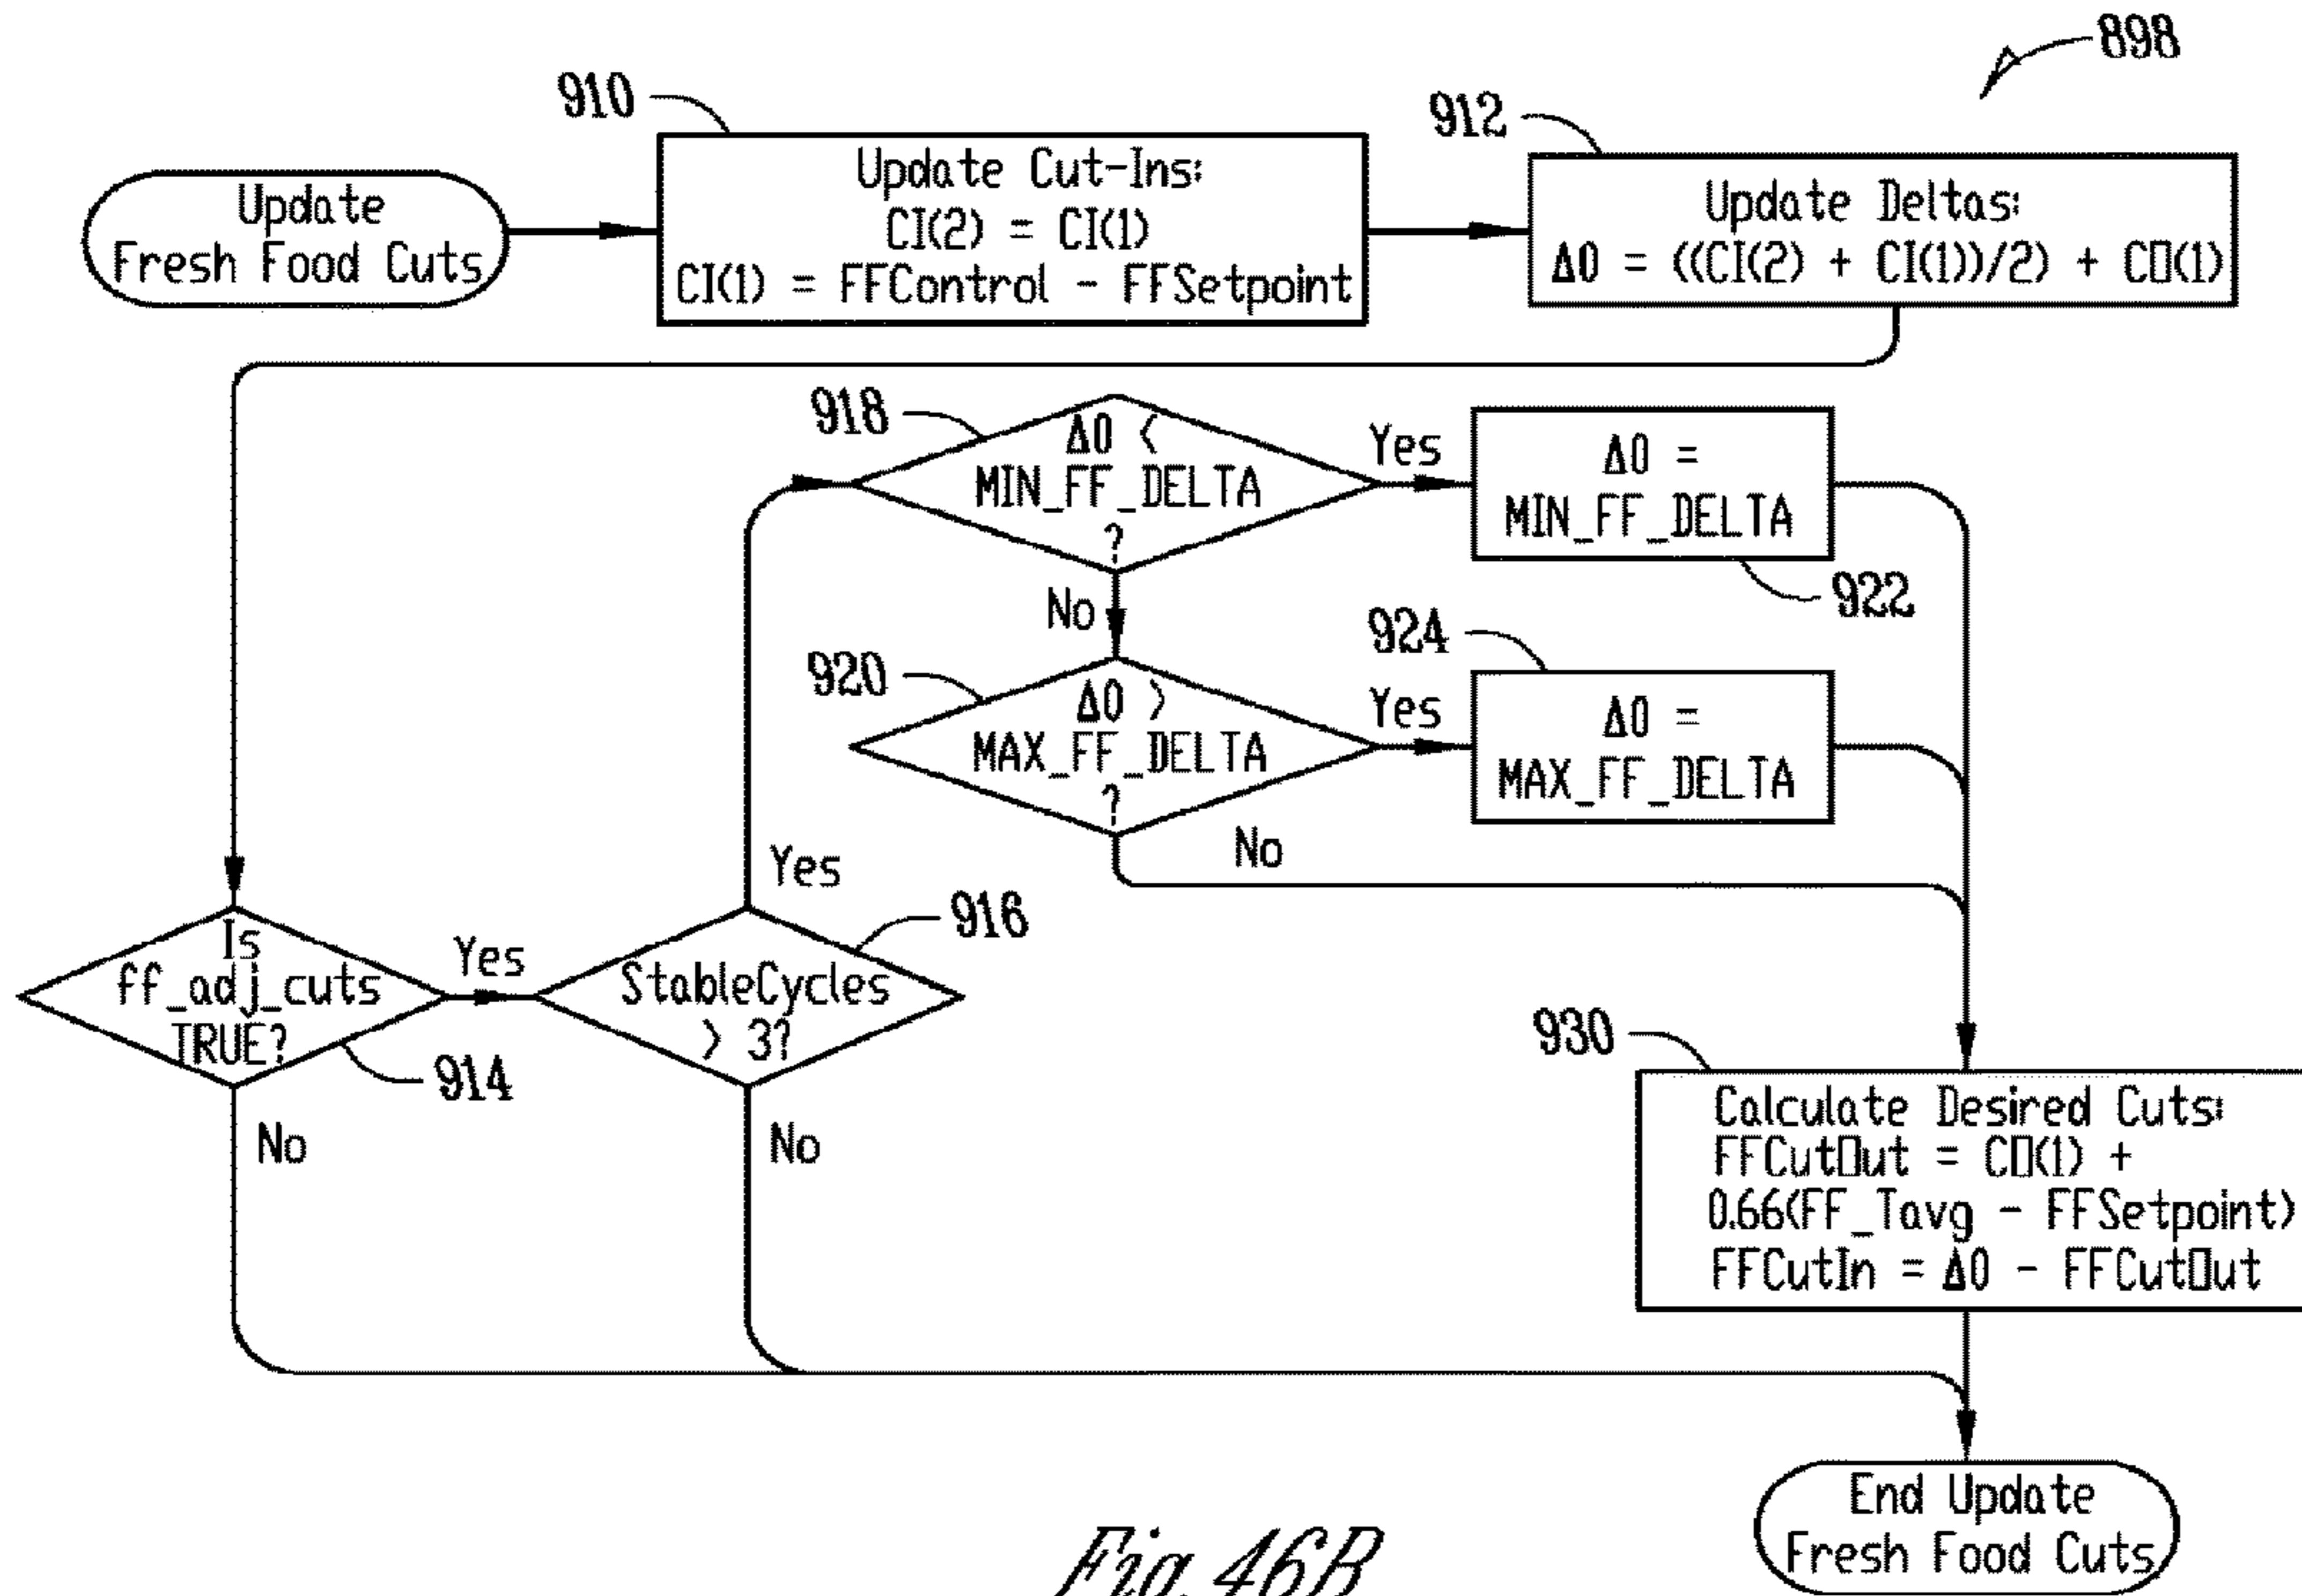 898
910
912
Update
Fresh Food Cuts
Update Cut-Ins:
CI(2) = CI(1)
CI(1) = FFControl - FFSetpoint
Update Deltas:
Δ0 = ((CI(2) + CI(1))/2) + CO(1)
918
Δ0 <
MIN_FF_DELTA
?
Yes
Δ0 =
MIN_FF_DELTA
922
No
920
Δ0 >
MAX_FF_DELTA
?
Yes
924
Δ0 =
MAX_FF_DELTA
No
Is
ff_adj_cuts
TRUE?
914
Yes
No
916
StableCycles
> 3?
Yes
No
930
Calculate Desired Cuts:
FFCutOut = CO(1) +
0.66(FF_Tavg - FFSetpoint)
FFCutIn = Δ0 - FFCutOut
End Update
Fresh Food Cuts
Fig. 46B